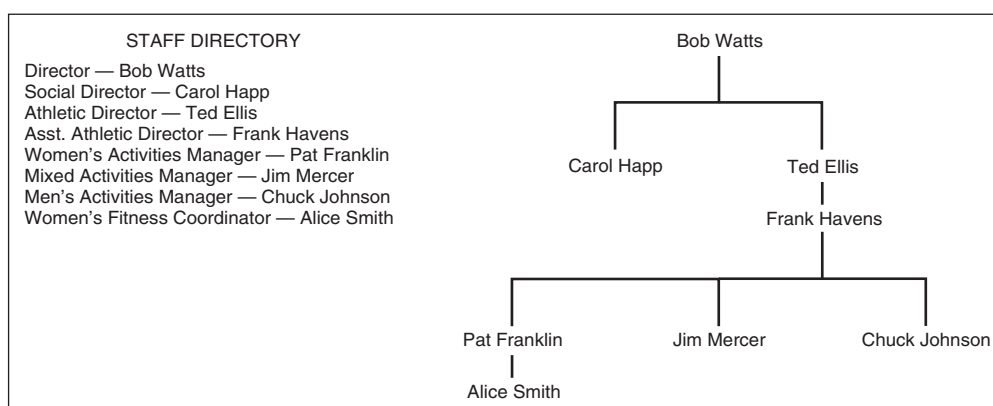 STAFF DIRECTORY
Director — Bob Watts
Social Director — Carol Happ
Athletic Director — Ted Ellis
Asst. Athletic Director — Frank Havens
Women’s Activities Manager — Pat Franklin
Mixed Activities Manager — Jim Mercer
Men’s Activities Manager — Chuck Johnson
Women’s Fitness Coordinator — Alice Smith
Bob Watts
Carol Happ Ted Ellis
Frank Havens
Pat Franklin Jim Mercer Chuck Johnson
Alice Smith